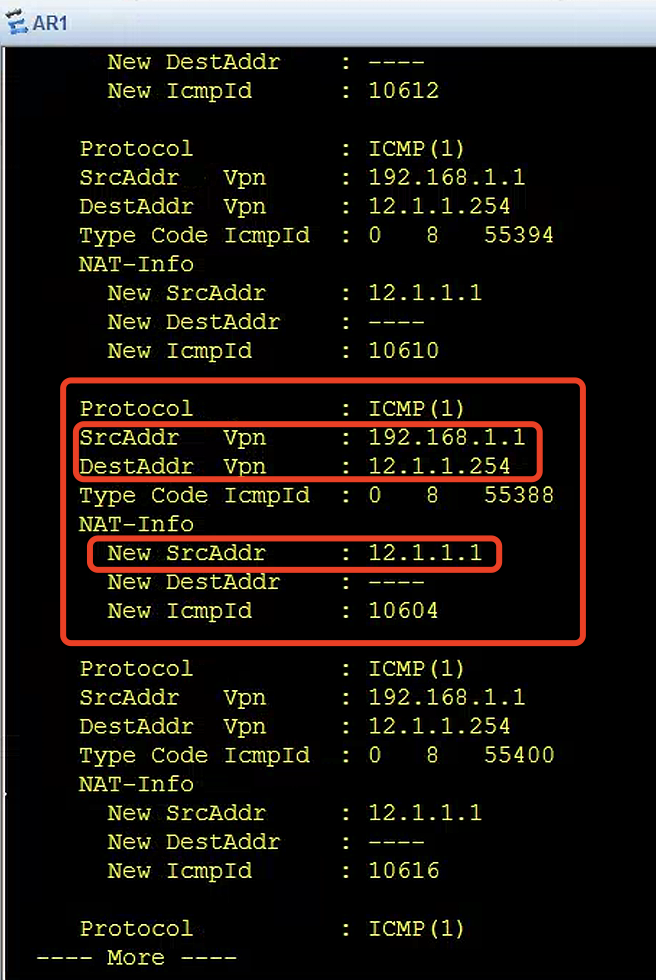 AR1
New DestAddr : ----
New IcmpId : 10612
Protocol : ICMP(1)
SrcAddr Vpn : 192.168.1.1
DestAddr Vpn : 12.1.1.254
Type Code IcmpId : 0 8 55394
NAT-Info
New SrcAddr : 12.1.1.1
New DestAddr : ----
New IcmpId : 10610
Protocol : ICMP(1)
SrcAddr Vpn : 192.168.1.1
DestAddr Vpn : 12.1.1.254
Type Code IcmpId : 0 8 55388
NAT-Info
New SrcAddr : 12.1.1.1
New DestAddr : ----
New IcmpId : 10604
Protocol : ICMP(1)
SrcAddr Vpn : 192.168.1.1
DestAddr Vpn : 12.1.1.254
Type Code IcmpId : 0 8 55400
NAT-Info
New SrcAddr : 12.1.1.1
New DestAddr : ----
New IcmpId : 10616
Protocol : ICMP(1)
---- More ----